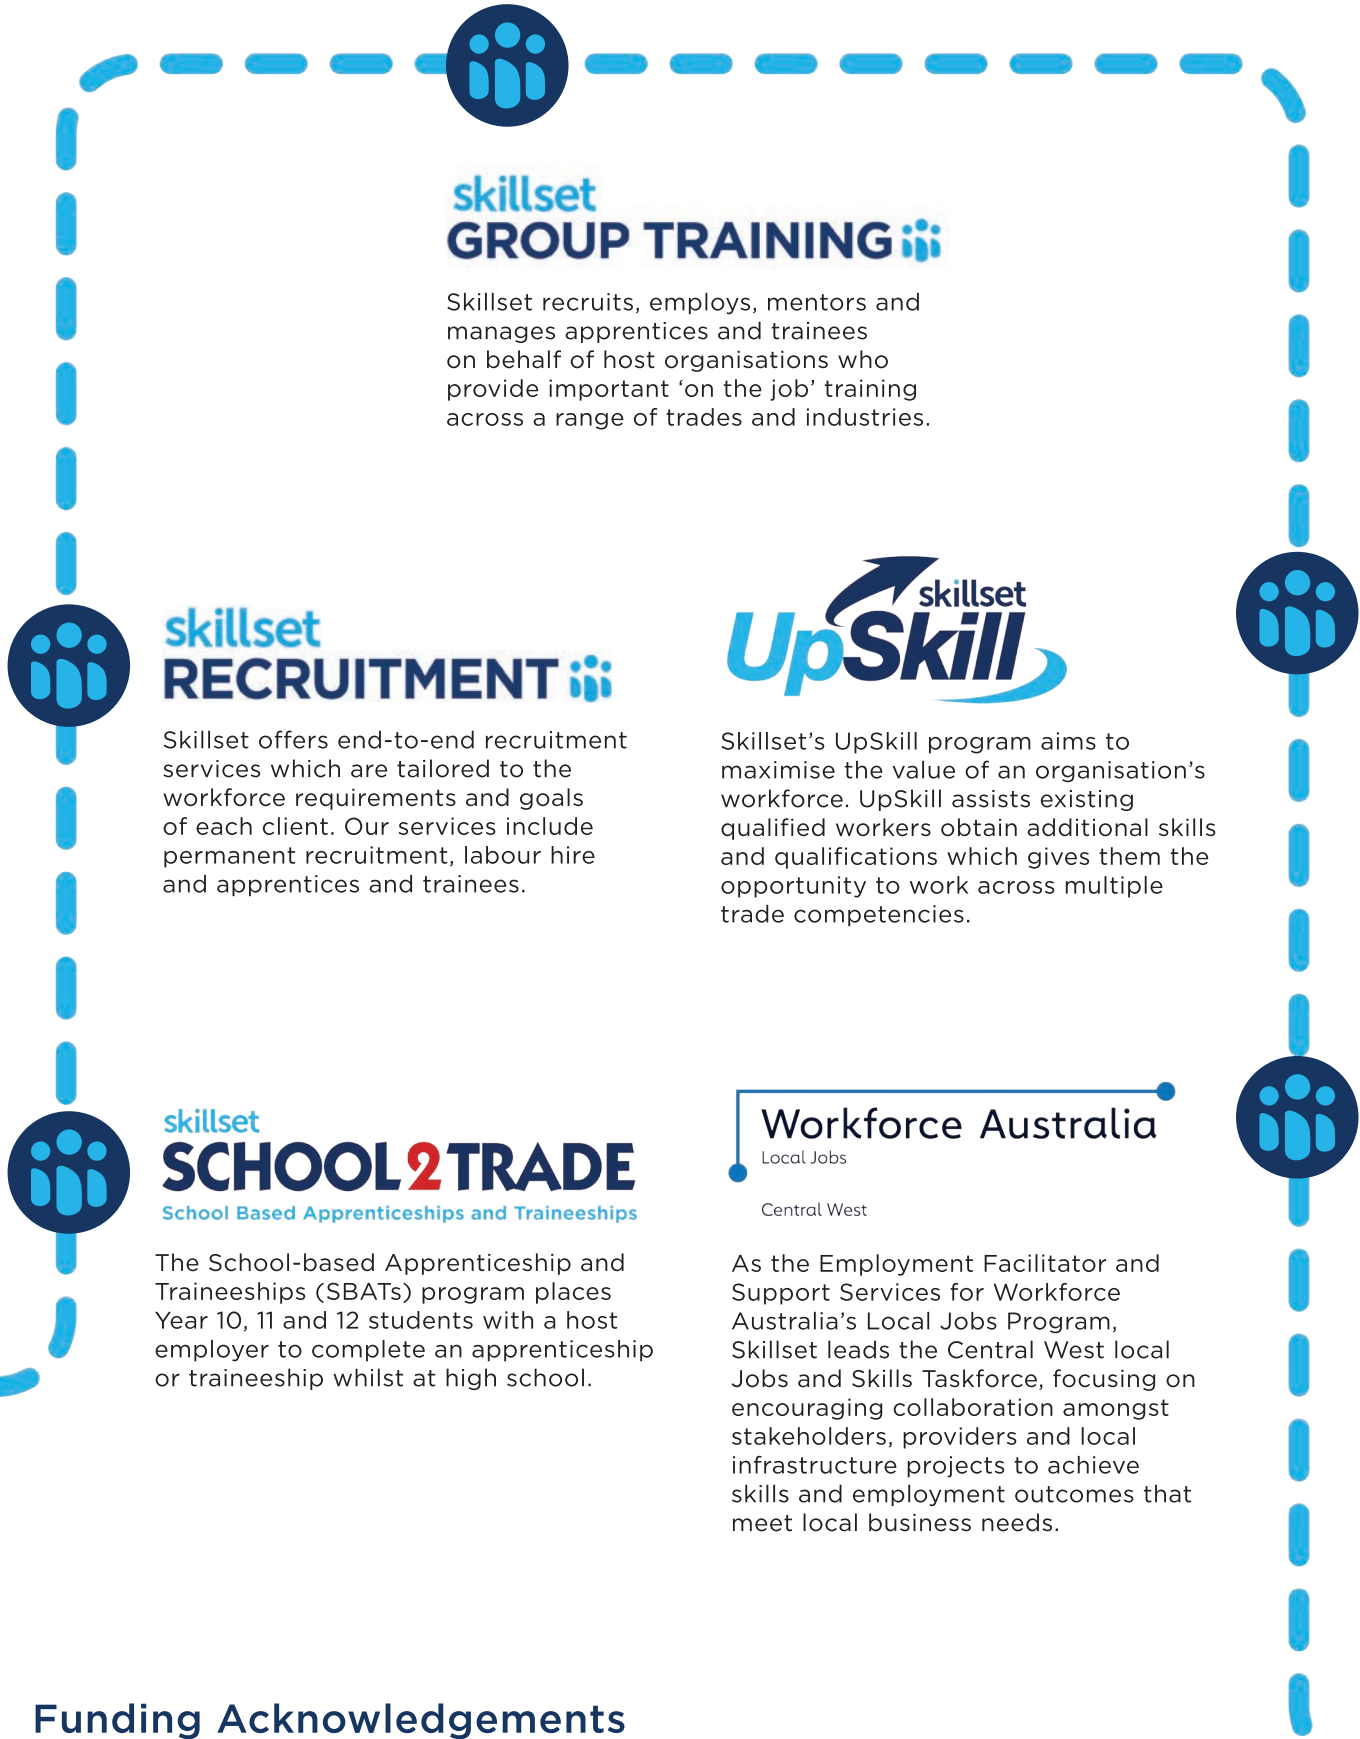 skillset
GROUP TRAINING
Skillset recruits, employs, mentors and
manages apprentices and trainees
on behalf of host organisations who
provide important ‘on the job’ training
across a range of trades and industries.
skillset
RECRUITMENT
Skillset offers end-to-end recruitment
services which are tailored to the
workforce requirements and goals
of each client. Our services include
permanent recruitment, labour hire
and apprentices and trainees.
skillset
UpSkill
Skillset’s UpSkill program aims to
maximise the value of an organisation’s
workforce. UpSkill assists existing
qualified workers obtain additional skills
and qualifications which gives them the
opportunity to work across multiple
trade competencies.
skillset
SCHOOL2TRADE
School Based Apprenticeships and Traineeships
The School-based Apprenticeship and
Traineeships (SBATs) program places
Year 10, 11 and 12 students with a host
employer to complete an apprenticeship
or traineeship whilst at high school.
Workforce Australia
Local Jobs
Central West
As the Employment Facilitator and
Support Services for Workforce
Australia’s Local Jobs Program,
Skillset leads the Central West local
Jobs and Skills Taskforce, focusing on
encouraging collaboration amongst
stakeholders, providers and local
infrastructure projects to achieve
skills and employment outcomes that
meet local business needs.
Funding Acknowledgements